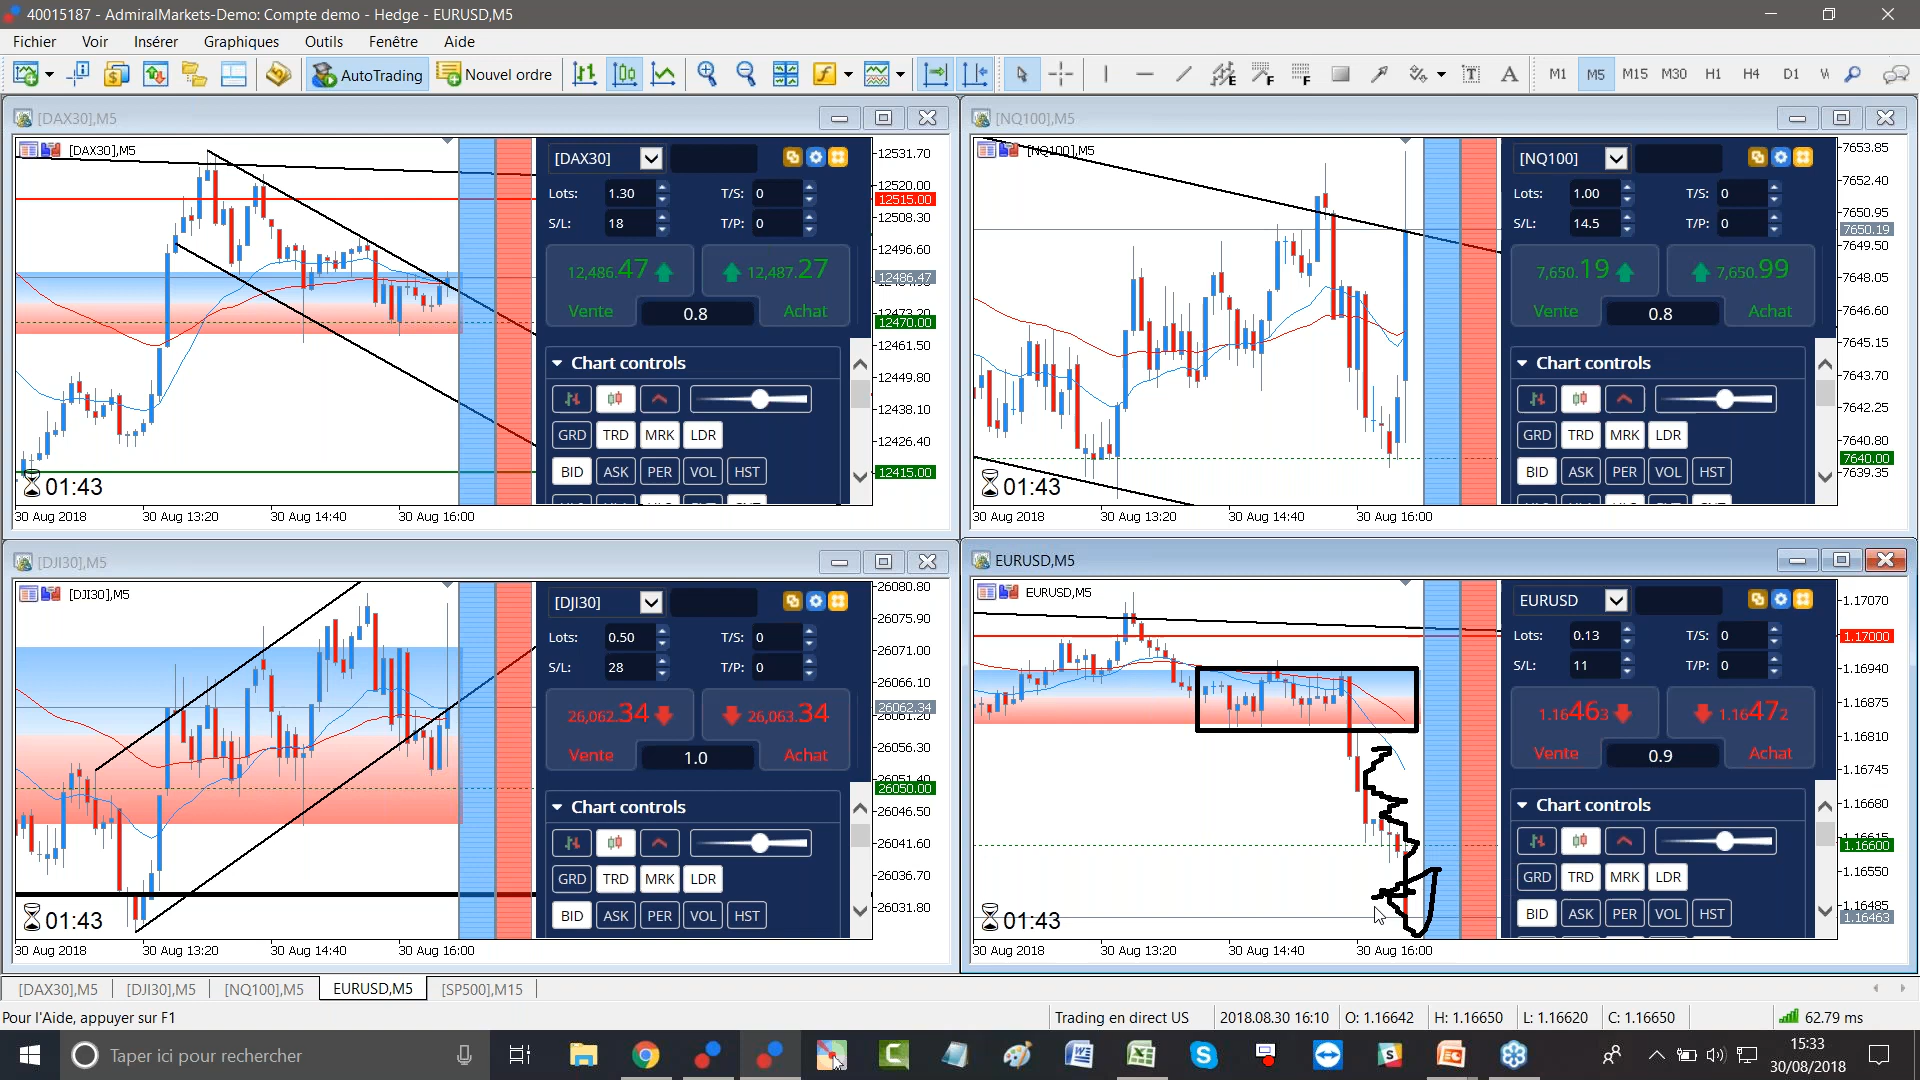 40015187 - AdmiralMarkets-Demo: Compte demo - Hedge - EURUSD,M5
Fichier Voir Insérer Graphiques Outils Fenêtre Aide
AutoTrading Nouvel ordre M1 M5 M15 M30 H1 H4 D1
[DAX30],M5
[DAX30],M5
[DAX30]
Lots: 1.30 T/S: 0
S/L: 18 T/P: 0
12,486.47 12,487.27
Vente 0.8 Achat
Chart controls
GRD TRD MRK LDR
BID ASK PER VOL HST
12531.70
12520.00
12515.00
12508.30
12496.60
12486.47
12473.20
12470.00
12461.50
12449.80
12438.10
12426.40
12415.00
01:43
30 Aug 2018 30 Aug 13:20 30 Aug 14:40 30 Aug 16:00
[NQ100],M5
[NQ100],M5
[NQ100]
Lots: 1.00 T/S: 0
S/L: 14.5 T/P: 0
7,650.19 7,650.99
Vente 0.8 Achat
Chart controls
GRD TRD MRK LDR
BID ASK PER VOL HST
7653.85
7652.40
7650.95
7650.19
7649.50
7648.05
7646.60
7645.15
7643.70
7642.25
7640.80
7640.00
7639.35
01:43
30 Aug 2018 30 Aug 13:20 30 Aug 14:40 30 Aug 16:00
[DJI30],M5
[DJI30],M5
[DJI30]
Lots: 0.50 T/S: 0
S/L: 28 T/P: 0
26,062.34 26,063.34
Vente 1.0 Achat
Chart controls
GRD TRD MRK LDR
BID ASK PER VOL HST
26080.80
26075.90
26071.00
26066.10
26062.34
26061.20
26056.30
26051.40
26050.00
26046.50
26041.60
26036.70
26031.80
01:43
30 Aug 2018 30 Aug 13:20 30 Aug 14:40 30 Aug 16:00
EURUSD,M5
EURUSD,M5
EURUSD
Lots: 0.13 T/S: 0
S/L: 11 T/P: 0
1.16463 1.16472
Vente 0.9 Achat
Chart controls
GRD TRD MRK LDR
BID ASK PER VOL HST
1.17070
1.17000
1.16940
1.16875
1.16810
1.16745
1.16680
1.16615
1.16600
1.16550
1.16485
1.16463
01:43
30 Aug 2018 30 Aug 13:20 30 Aug 14:40 30 Aug 16:00
[DAX30],M5 [DJI30],M5 [NQ100],M5 EURUSD,M5 [SP500],M15
Pour l'Aide, appuyer sur F1 Trading en direct US 2018.08.30 16:10 O: 1.16642 H: 1.16650 L: 1.16620 C: 1.16650 62.79 ms
Taper ici pour rechercher 15:33
30/08/2018